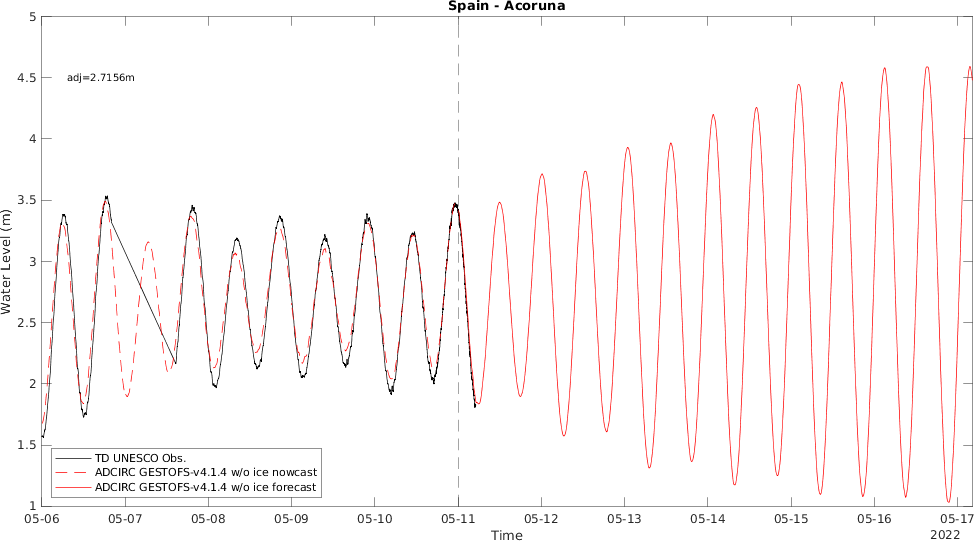 Spain - Acoruna
5
4.5
4
3.5
3
2.5
2
1.5
1
Water Level (m)
adj=2.7156m
TD UNESCO Obs.
ADCIRC GESTOFS-v4.1.4 w/o ice nowcast
ADCIRC GESTOFS-v4.1.4 w/o ice forecast
05-06 05-07 05-08 05-09 05-10 05-11 05-12 05-13 05-14 05-15 05-16 05-17
Time
2022